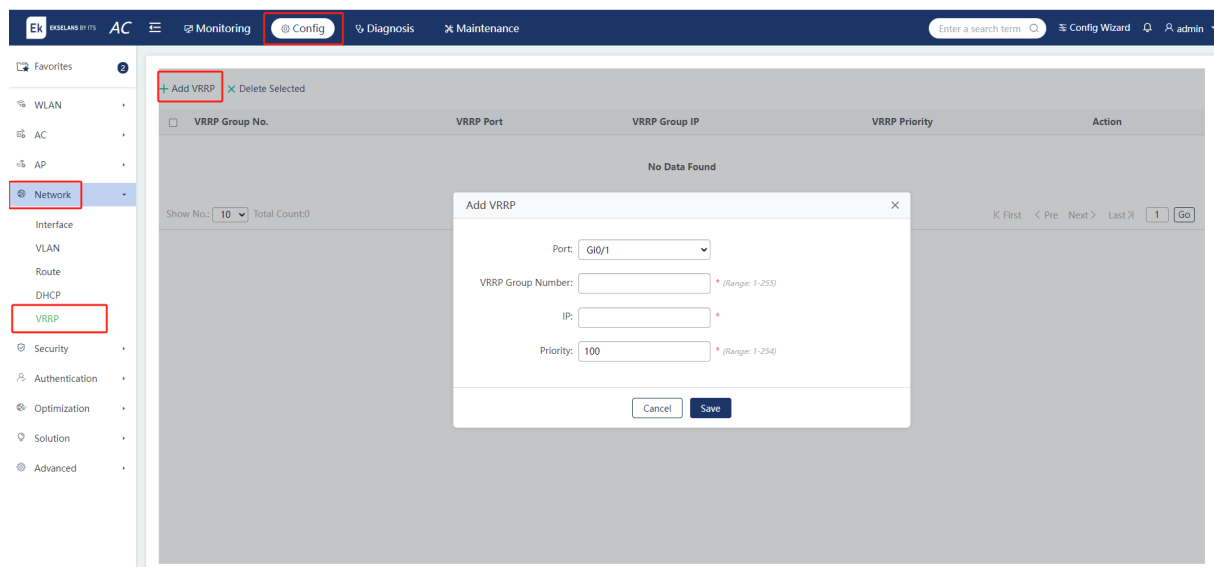 Ek EKSELANS BY ITS AC Monitoring Config Diagnosis Maintenance Enter a search term Config Wizard admin
Favorites 2
WLAN
AC
AP
Network
Interface
VLAN
Route
DHCP
VRRP
Security
Authentication
Optimization
Solution
Advanced
+ Add VRRP × Delete Selected
VRRP Group No. VRRP Port VRRP Group IP VRRP Priority Action
No Data Found
Show No.: 10 Total Count:0 First < Pre Next > Last 1 Go
Add VRRP ×
Port: Gi0/1
VRRP Group Number: * (Range: 1-255)
IP: *
Priority: 100 * (Range: 1-254)
Cancel Save